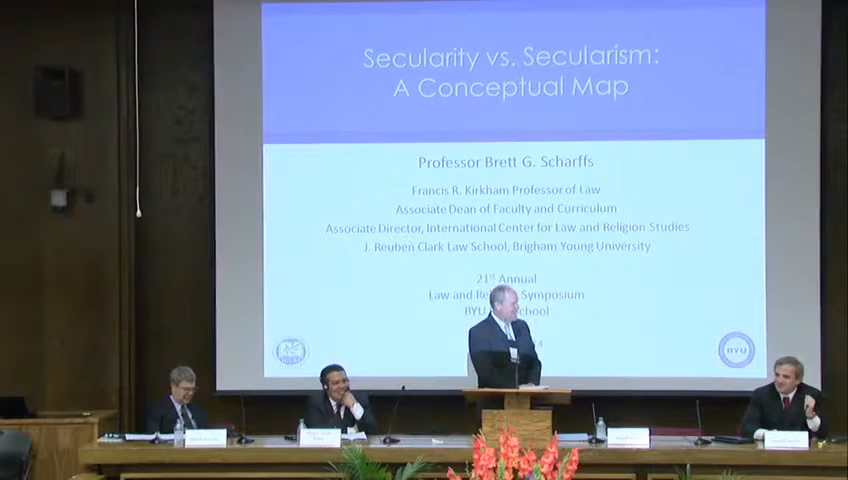 Secularity vs. Secularism:
A Conceptual Map
Professor Brett G. Scharffs
Francis R. Kirkham Professor of Law
Associate Dean of Faculty and Curriculum
Associate Director, International Center for Law and Religion Studies
J. Reuben Clark Law School, Brigham Young University
21st Annual
Law and Symposium
BYU School
BYU